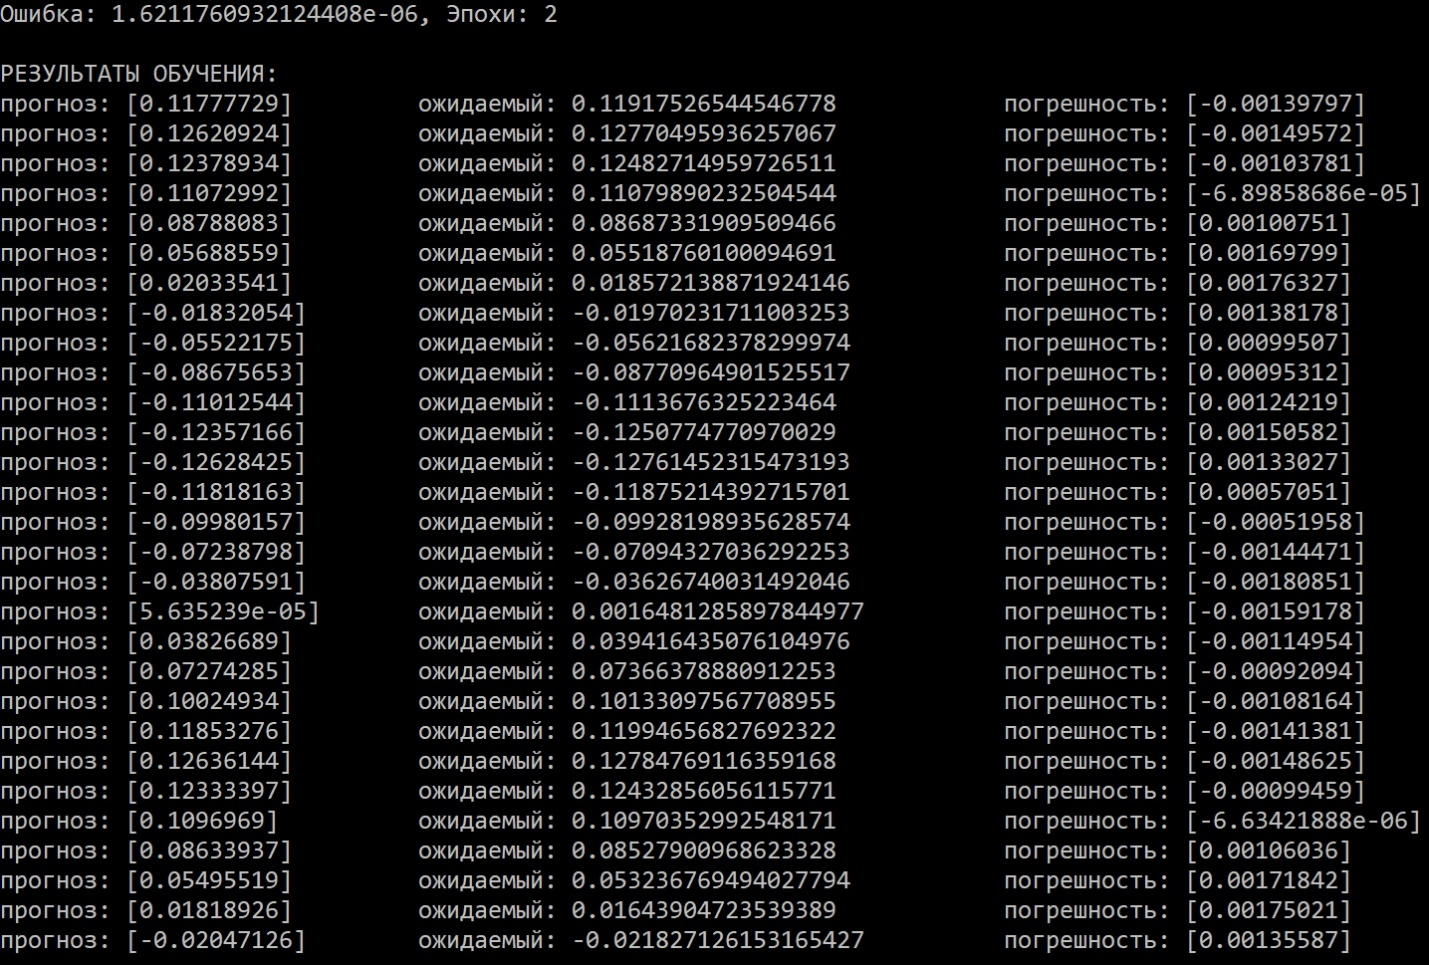 Ошибка: 1.6211760932124408e-06, Эпохи: 2
РЕЗУЛЬТАТЫ ОБУЧЕНИЯ:
прогноз: [0.11777729] ожидаемый: 0.11917526544546778 погрешность: [-0.00139797]
прогноз: [0.12620924] ожидаемый: 0.12770495936257067 погрешность: [-0.00149572]
прогноз: [0.12378934] ожидаемый: 0.12482714959726511 погрешность: [-0.00103781]
прогноз: [0.11072992] ожидаемый: 0.11079890232504544 погрешность: [-6.89858686e-05]
прогноз: [0.08788083] ожидаемый: 0.08687331909509466 погрешность: [0.00100751]
прогноз: [0.05688559] ожидаемый: 0.05518760100094691 погрешность: [0.00169799]
прогноз: [0.02033541] ожидаемый: 0.018572138871924146 погрешность: [0.00176327]
прогноз: [-0.01832054] ожидаемый: -0.01970231711003253 погрешность: [0.00138178]
прогноз: [-0.05522175] ожидаемый: -0.05621682378299974 погрешность: [0.00099507]
прогноз: [-0.08675653] ожидаемый: -0.08770964901525517 погрешность: [0.00095312]
прогноз: [-0.11012544] ожидаемый: -0.1113676325223464 погрешность: [0.00124219]
прогноз: [-0.12357166] ожидаемый: -0.1250774770970029 погрешность: [0.00150582]
прогноз: [-0.12628425] ожидаемый: -0.12761452315473193 погрешность: [0.00133027]
прогноз: [-0.11818163] ожидаемый: -0.11875214392715701 погрешность: [0.00057051]
прогноз: [-0.09980157] ожидаемый: -0.09928198935628574 погрешность: [-0.00051958]
прогноз: [-0.07238798] ожидаемый: -0.07094327036292253 погрешность: [-0.00144471]
прогноз: [-0.03807591] ожидаемый: -0.03626740031492046 погрешность: [-0.00180851]
прогноз: [5.635239e-05] ожидаемый: 0.0016481285897844977 погрешность: [-0.00159178]
прогноз: [0.03826689] ожидаемый: 0.039416435076104976 погрешность: [-0.00114954]
прогноз: [0.07274285] ожидаемый: 0.07366378880912253 погрешность: [-0.00092094]
прогноз: [0.10024934] ожидаемый: 0.10133097567708955 погрешность: [-0.00108164]
прогноз: [0.11853276] ожидаемый: 0.11994656827692322 погрешность: [-0.00141381]
прогноз: [0.12636144] ожидаемый: 0.12784769116359168 погрешность: [-0.00148625]
прогноз: [0.12333397] ожидаемый: 0.12432856056115771 погрешность: [-0.00099459]
прогноз: [0.1096969] ожидаемый: 0.10970352992548171 погрешность: [-6.63421888e-06]
прогноз: [0.08633937] ожидаемый: 0.08527900968623328 погрешность: [0.00106036]
прогноз: [0.05495519] ожидаемый: 0.053236769494027794 погрешность: [0.00171842]
прогноз: [0.01818926] ожидаемый: 0.01643904723539389 погрешность: [0.00175021]
прогноз: [-0.02047126] ожидаемый: -0.021827126153165427 погрешность: [0.00135587]